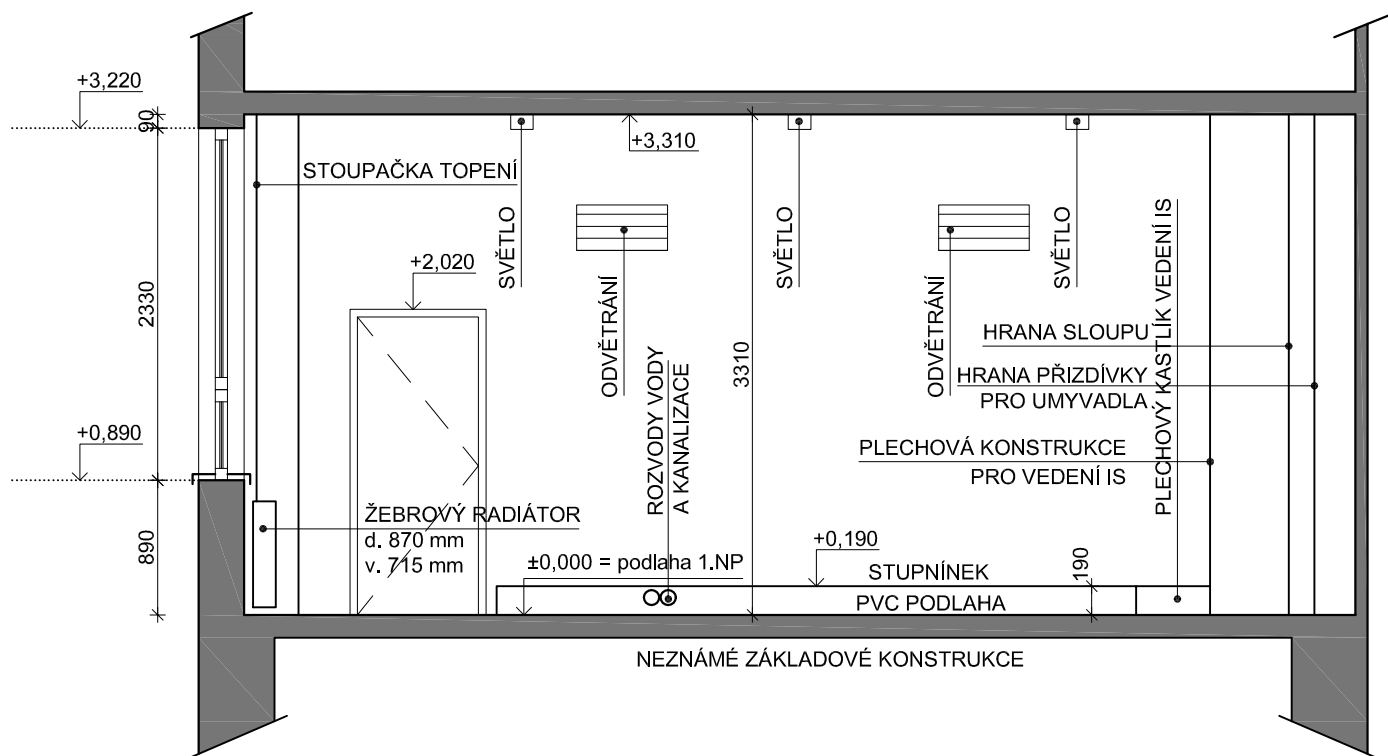 +3,220
90
+3,310
STOUPAČKA TOPENÍ
SVĚTLO
SVĚTLO
SVĚTLO
PLECHOVÝ KASTLÍK VEDENÍ IS
+2,020
2330
ODVĚTRÁNÍ
ODVĚTRÁNÍ
3310
HRANA SLOUPU
HRANA PŘIZDÍVKY
PRO UMYVADLA
ROZVODY VODY
A KANALIZACE
+0,890
PLECHOVÁ KONSTRUKCE
PRO VEDENÍ IS
ŽEBROVÝ RADIÁTOR
d. 870 mm
v. 715 mm
890
±0,000 = podlaha 1.NP
+0,190
STUPNÍNEK
190
PVC PODLAHA
NEZNÁMÉ ZÁKLADOVÉ KONSTRUKCE